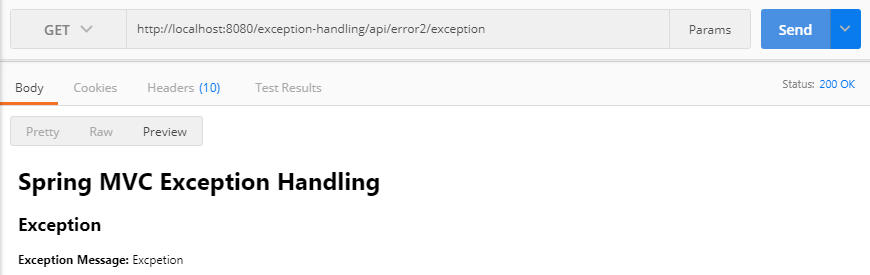 GET http://localhost:8080/exception-handling/api/error2/exception Params Send
Body Cookies Headers (10) Test Results Status: 200 OK
Pretty Raw Preview
Spring MVC Exception Handling
Exception
Exception Message: Excpetion